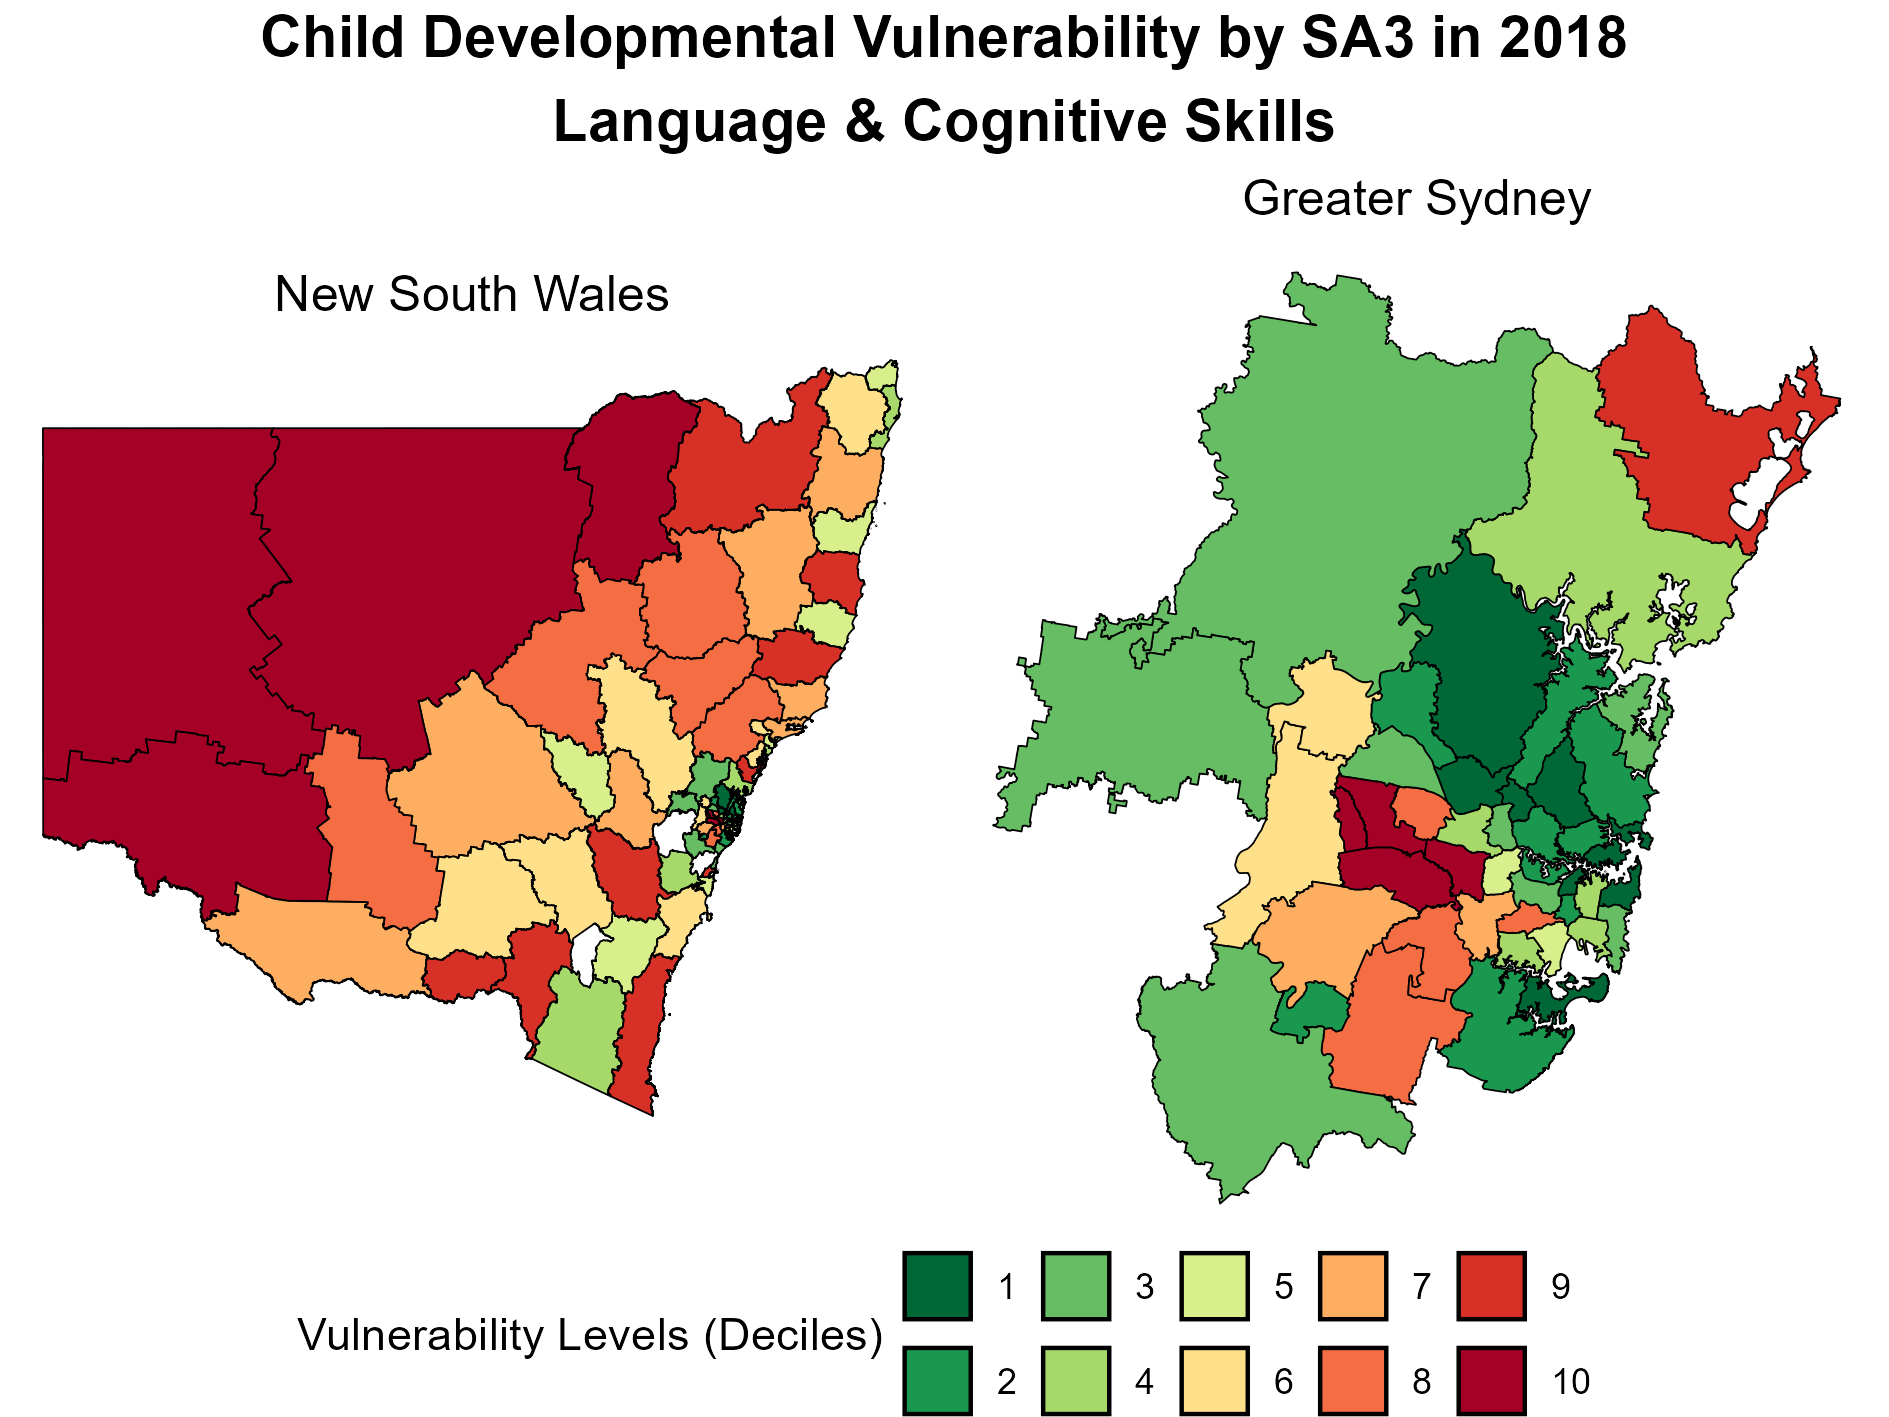 Child Developmental Vulnerability by SA3 in 2018
Language & Cognitive Skills
Greater Sydney
New South Wales
Vulnerability Levels (Deciles)
1 3 5 7 9
2 4 6 8 10